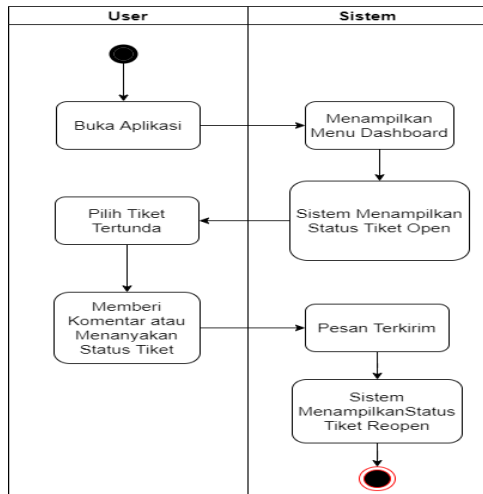 User
Sistem
Buka Aplikasi
Menampilkan
Menu Dashboard
Sistem Menampilkan
Status Tiket Open
Pilih Tiket
Tertunda
Memberi
Komentar atau
Menanyakan
Status Tiket
Pesan Terkirim
Sistem
MenampilkanStatus
Tiket Reopen